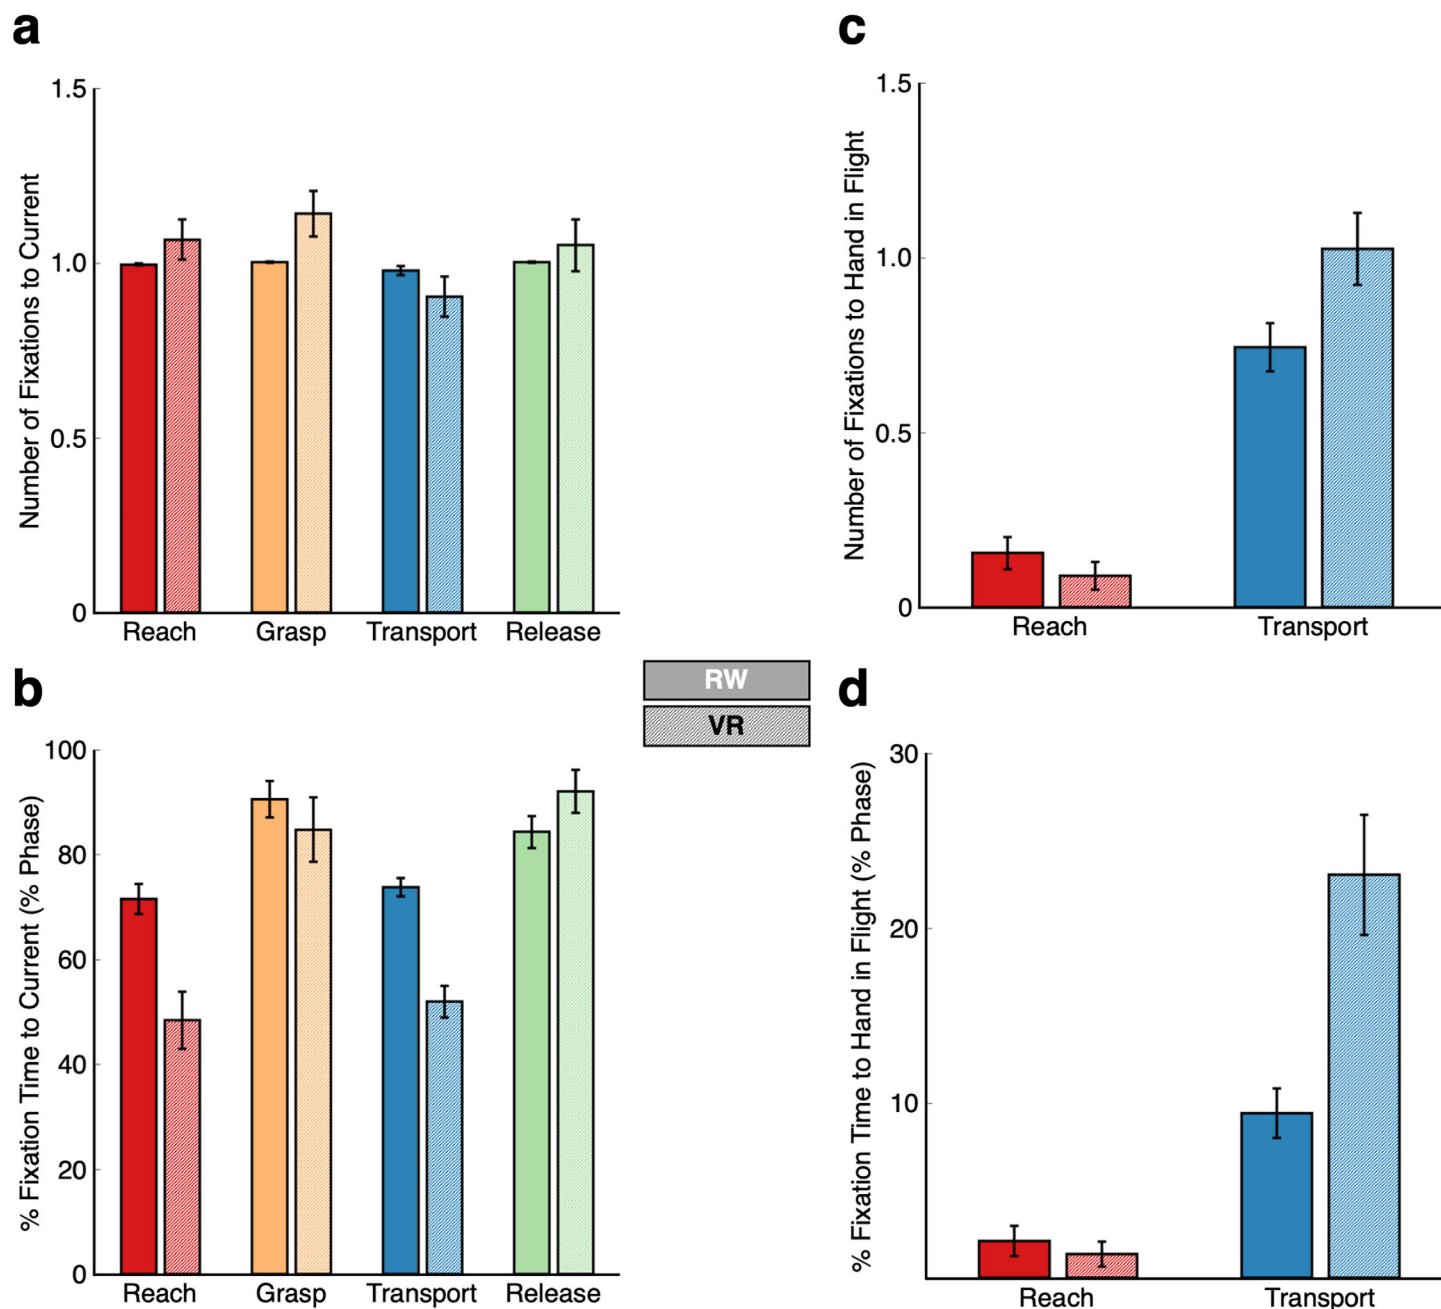 a
Number of Fixations to Current
1.5
1.0
0.5
0
Reach Grasp Transport Release
c
Number of Fixations to Hand in Flight
1.5
1.0
0.5
0
Reach Transport
RW
VR
b
% Fixation Time to Current (% Phase)
100
80
60
40
20
0
Reach Grasp Transport Release
d
% Fixation Time to Hand in Flight (% Phase)
30
20
10
Reach Transport